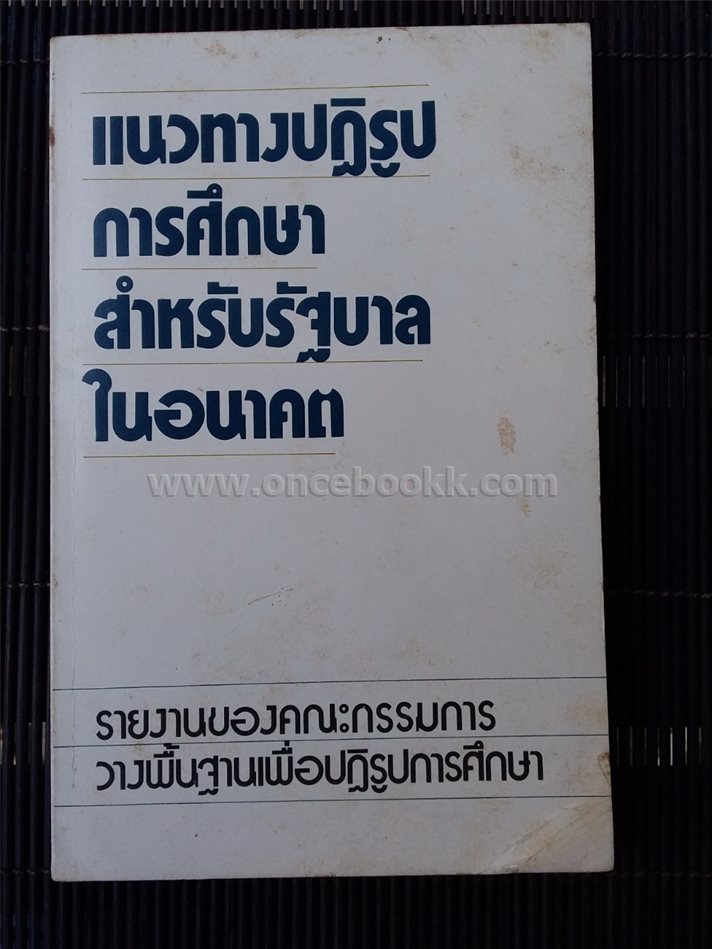 แนวทางปฏิรูป
การศึกษา
สำหรับรัฐบาล
ในอนาคต
www.oncebookk.com
รายงานของคณะกรรมการ
วางพื้นฐานเพื่อปฏิรูปการศึกษา